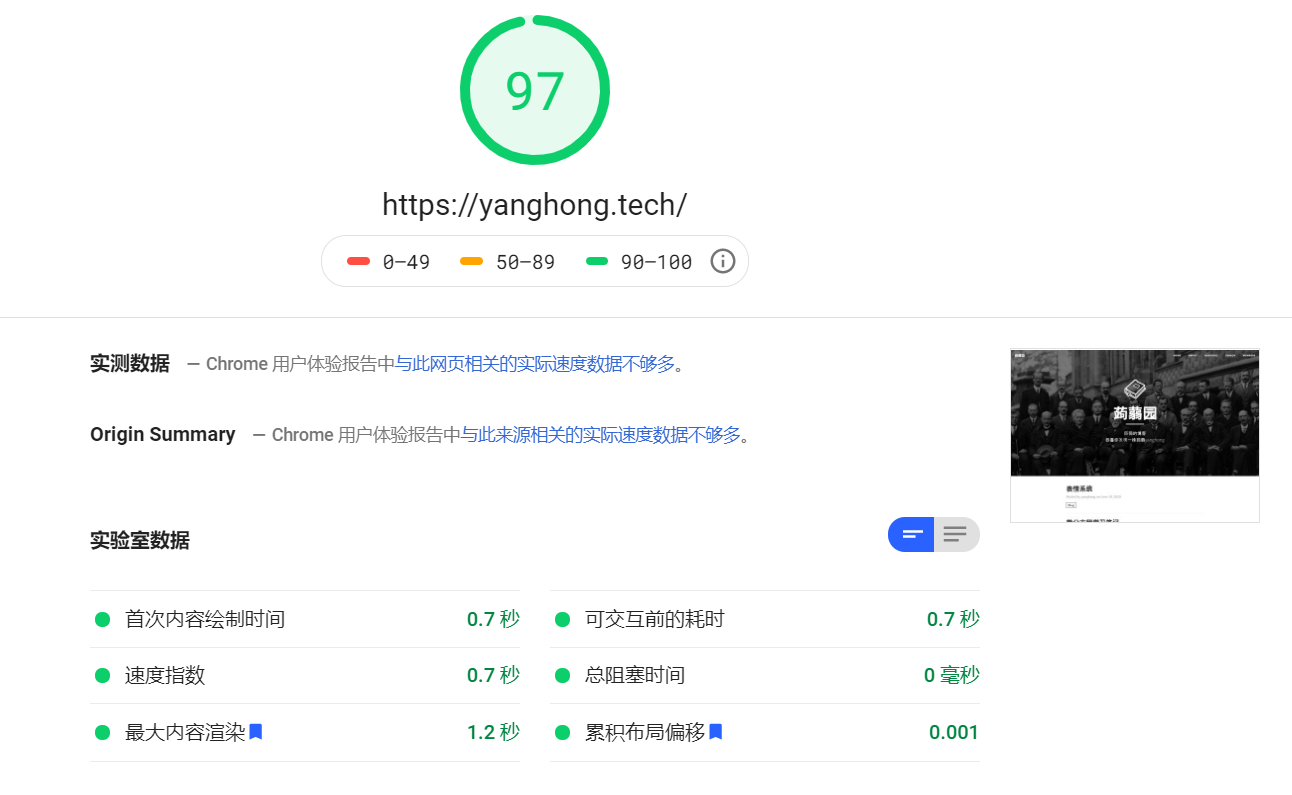 97
https://yanghong.tech/
0–49 50–89 90–100
实测数据 — Chrome 用户体验报告中与此网页相关的实际速度数据不够多。
Origin Summary — Chrome 用户体验报告中与此来源相关的实际速度数据不够多。
蒟蒻园
实验室数据
表情系统
首次内容绘制时间 0.7 秒
可交互前的耗时 0.7 秒
速度指数 0.7 秒
总阻塞时间 0 毫秒
最大内容渲染 1.2 秒
累积布局偏移 0.001